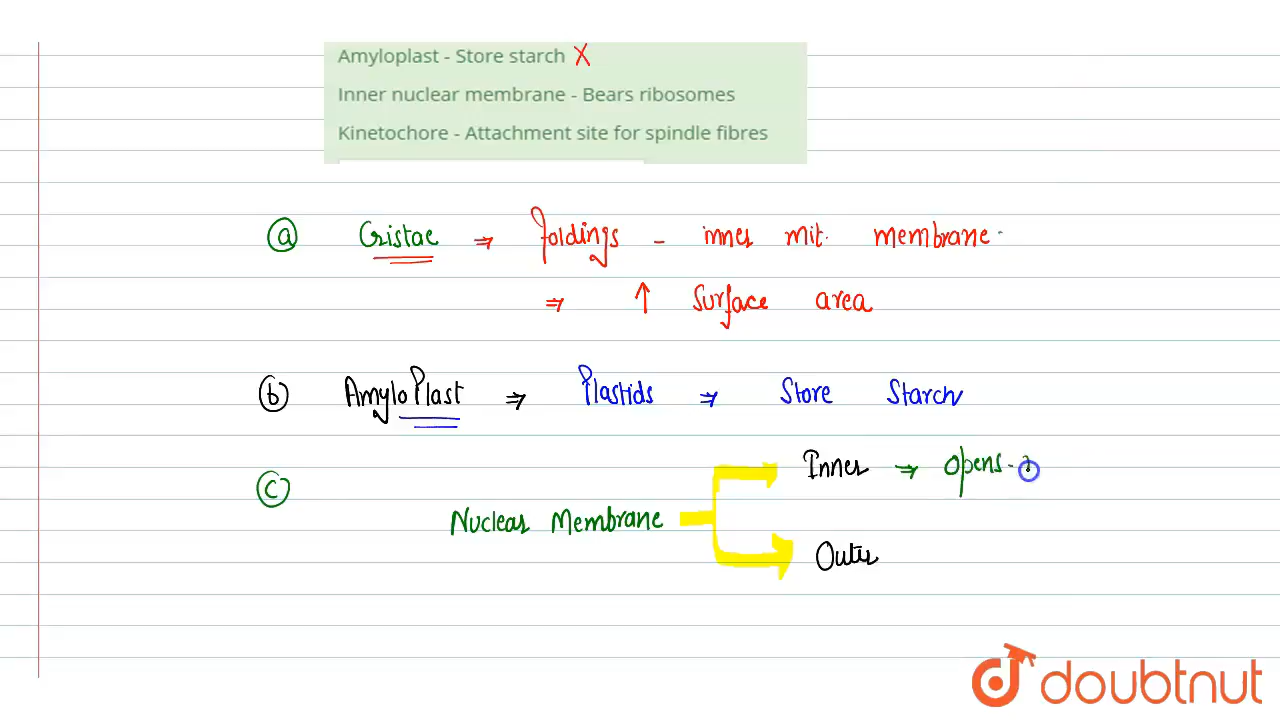 Amyloplast - Store starch X
Inner nuclear membrane - Bears ribosomes
Kinetochore - Attachment site for spindle fibres
(a) Cristae ⇒ foldings - inner mit. membrane.
⇒ ↑ Surface area
(b) Amyloplast ⇒ Plastids ⇒ Store Starch
Inner ⇒ Opens.
(c)
Nuclear Membrane
Outer
doubtnut